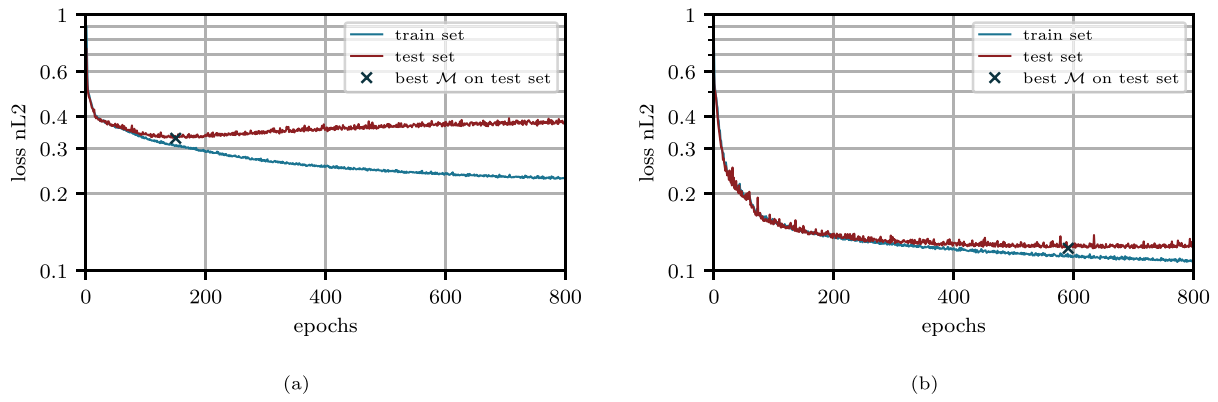 1
0.6
0.4
0.3
0.2
0.1
loss nL2
0 200 400 600 800
epochs
train set
test set
best ℳ on test set
(a)
1
0.6
0.4
0.3
0.2
0.1
loss nL2
0 200 400 600 800
epochs
train set
test set
best ℳ on test set
(b)